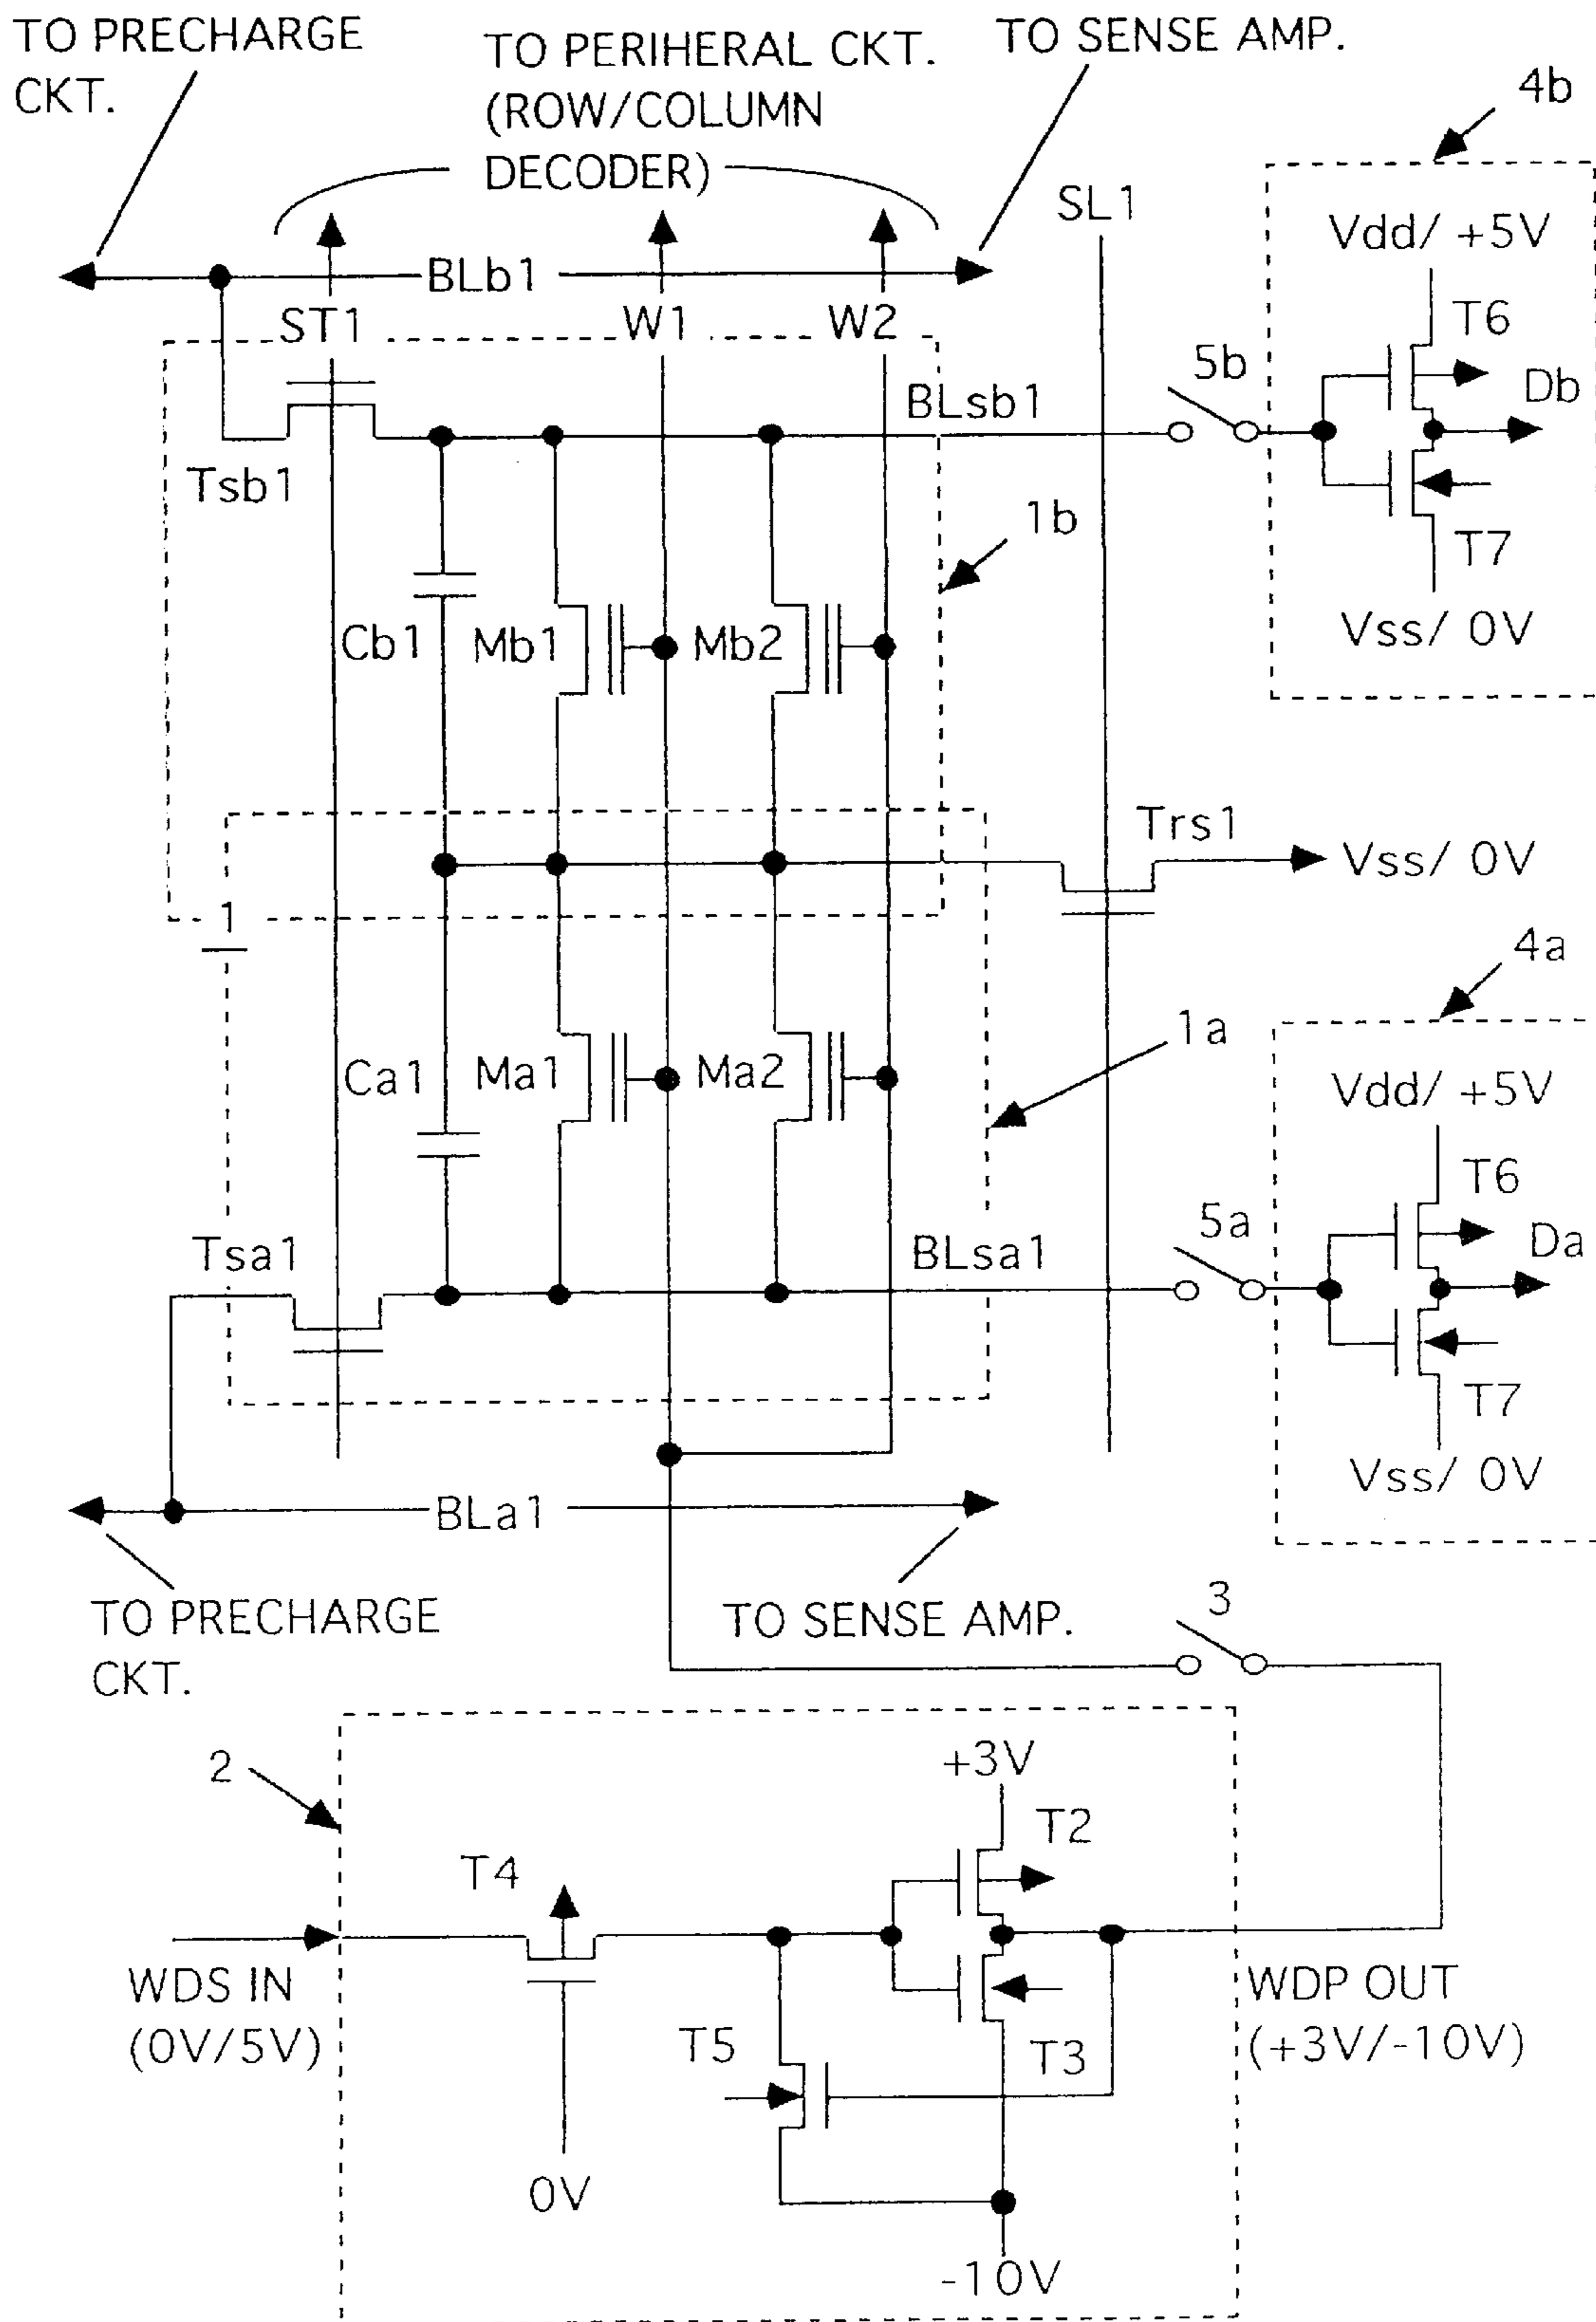 TO PRECHARGE
CKT.
TO PERIHERAL CKT.
(ROW/COLUMN
DECODER)
TO SENSE AMP.
4b
SL1
Vdd/ +5V
BLb1
T6
ST1
W1
W2
5b
Db
BLsb1
Tsb1
1b
T7
Cb1
Mb1
Mb2
Vss/ 0V
Trs1
Vss/ 0V
1
4a
1a
Ca1
Ma1
Ma2
Vdd/ +5V
T6
5a
Tsa1
BLsa1
Da
T7
Vss/ 0V
BLa1
TO PRECHARGE
CKT.
TO SENSE AMP.
3
2
+3V
T2
T4
WDS IN
(0V/5V)
WDP OUT
(+3V/-10V)
T5
T3
0V
-10V